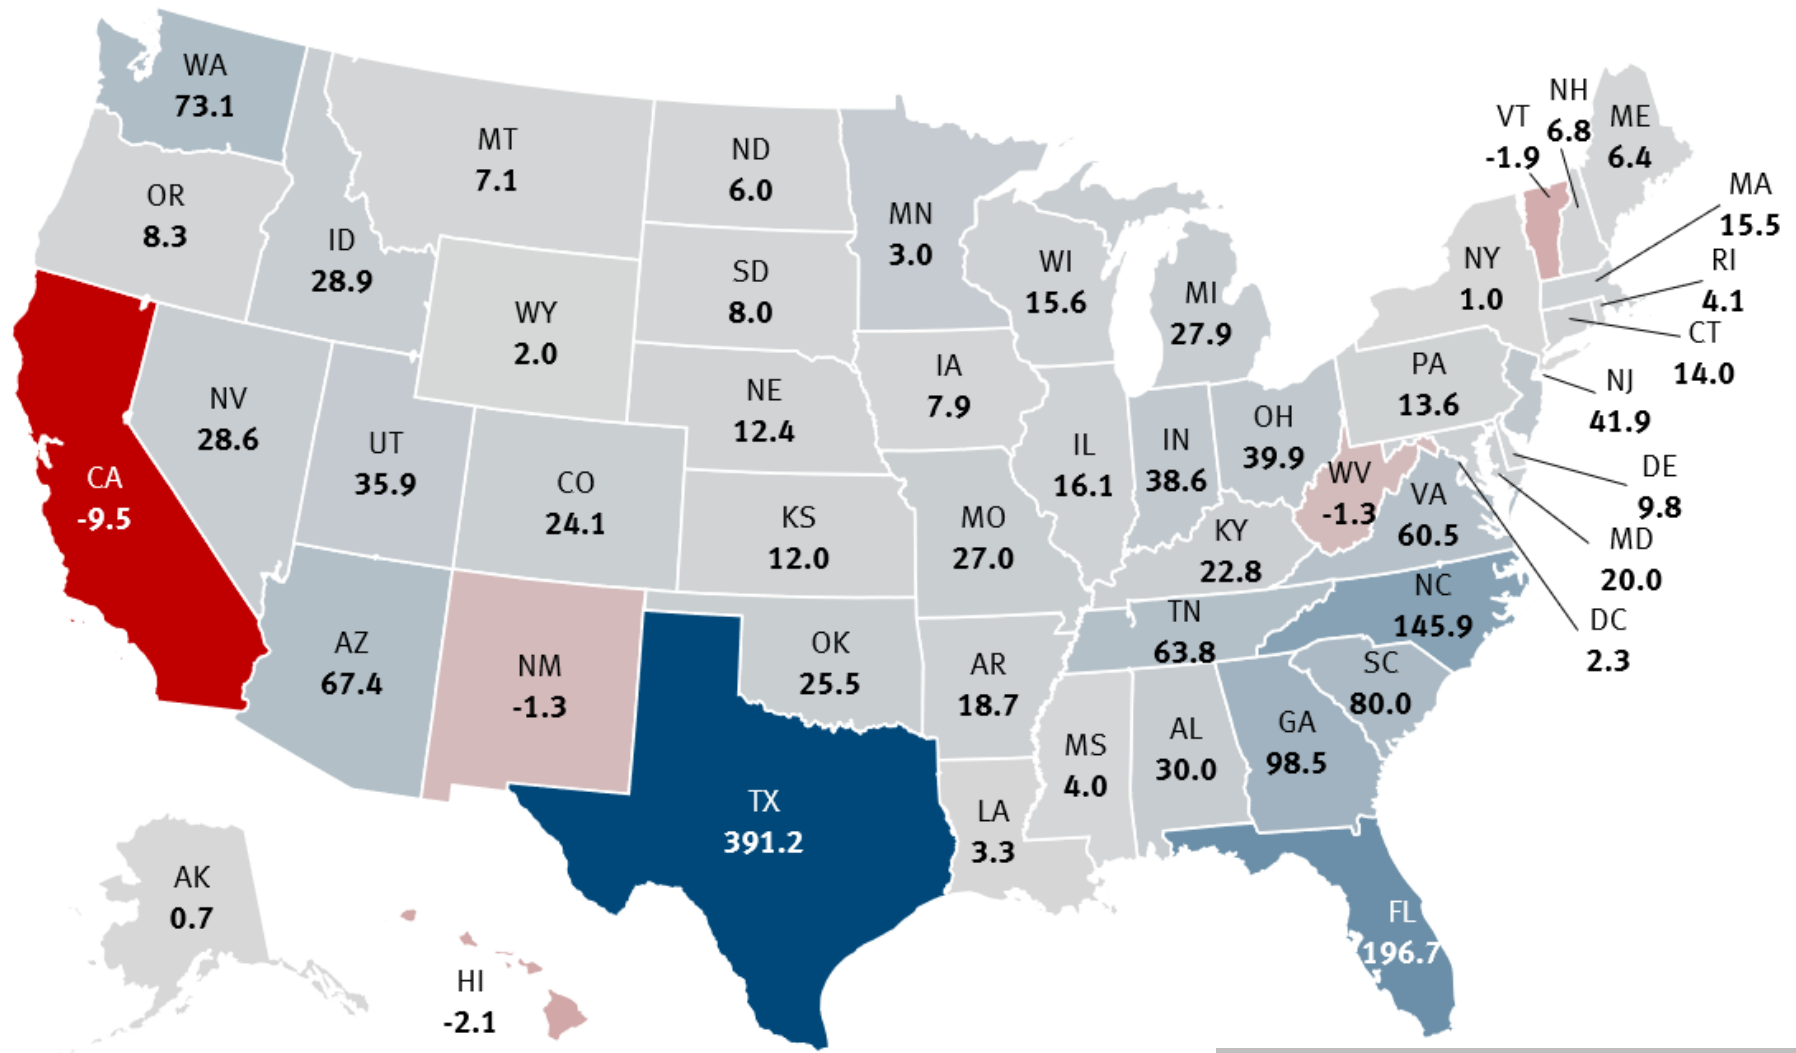 WA
73.1
OR
8.3
CA
-9.5
ID
28.9
NV
28.6
MT
7.1
WY
2.0
UT
35.9
AZ
67.4
CO
24.1
NM
-1.3
ND
6.0
SD
8.0
NE
12.4
KS
12.0
OK
25.5
TX
391.2
MN
3.0
IA
7.9
MO
27.0
AR
18.7
LA
3.3
WI
15.6
IL
16.1
MI
27.9
IN
38.6
OH
39.9
KY
22.8
TN
63.8
MS
4.0
AL
30.0
GA
98.5
FL
196.7
SC
80.0
NC
145.9
VA
60.5
WV
-1.3
PA
13.6
NY
1.0
VT
-1.9
NH
6.8
ME
6.4
MA
15.5
RI
4.1
CT
14.0
NJ
41.9
DE
9.8
MD
20.0
DC
2.3
AK
0.7
HI
-2.1